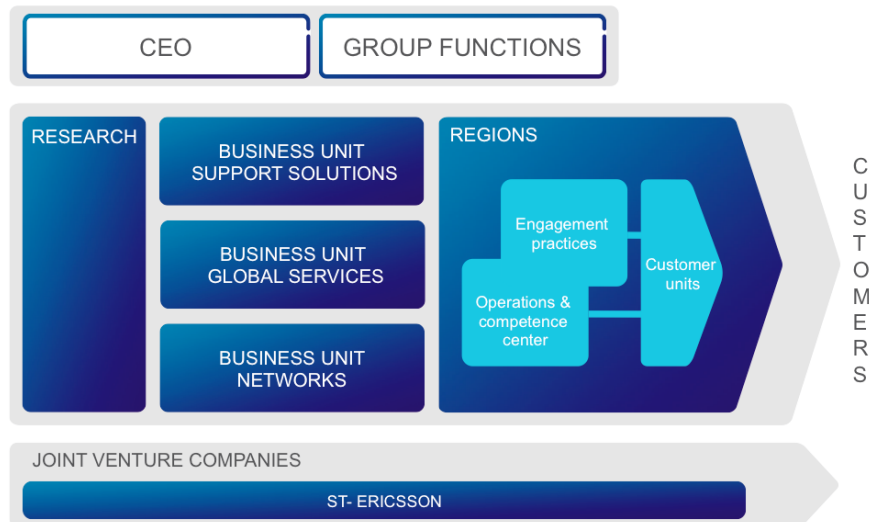 CEO
GROUP FUNCTIONS
RESEARCH
BUSINESS UNIT
SUPPORT SOLUTIONS
BUSINESS UNIT
GLOBAL SERVICES
BUSINESS UNIT
NETWORKS
REGIONS
Engagement
practices
Operations &
competence
center
Customer
units
CUSTOMERS
JOINT VENTURE COMPANIES
ST- ERICSSON